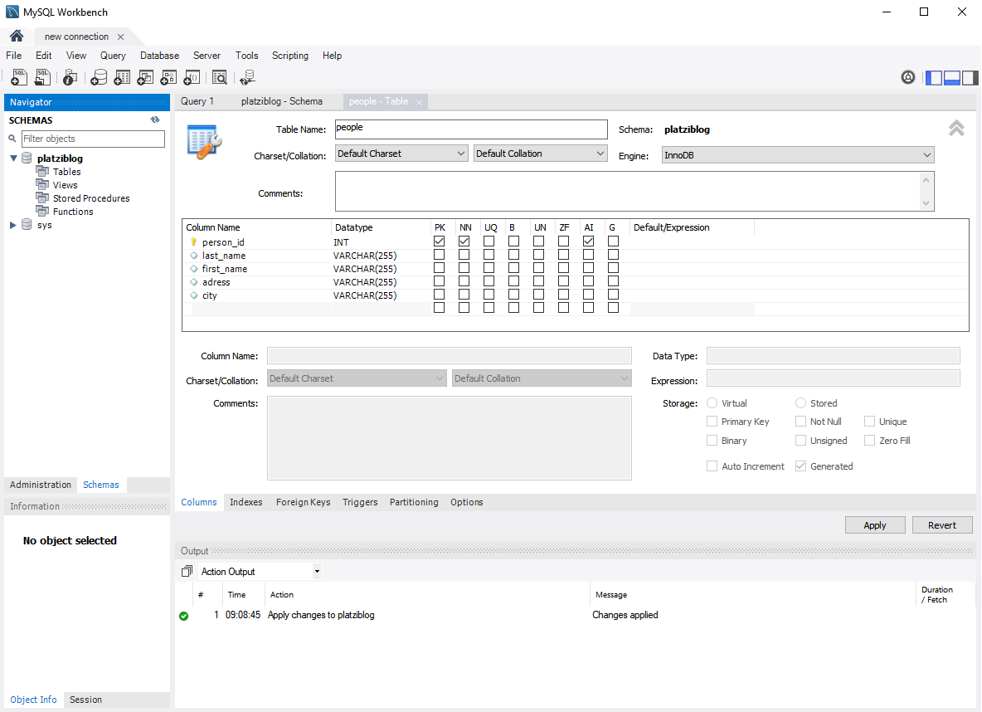 MySQL Workbench
new connection
File Edit View Query Database Server Tools Scripting Help
Navigator
SCHEMAS
Filter objects
platziblog
Tables
Views
Stored Procedures
Functions
sys
Administration Schemas
Information
No object selected
Object Info Session
Query 1 platziblog - Schema people - Table
Table Name: people Schema: platziblog
Charset/Collation: Default Charset Default Collation Engine: InnoDB
Comments:
Column Name Datatype PK NN UQ B UN ZF AI G Default/Expression
person_id INT
last_name VARCHAR(255)
first_name VARCHAR(255)
adress VARCHAR(255)
city VARCHAR(255)
Column Name: Data Type:
Charset/Collation: Default Charset Default Collation Expression:
Comments: Storage: Virtual Stored
Primary Key Not Null Unique
Binary Unsigned Zero Fill
Auto Increment Generated
Columns Indexes Foreign Keys Triggers Partitioning Options
Apply Revert
Output
Action Output
# Time Action Message Duration / Fetch
1 09:08:45 Apply changes to platziblog Changes applied